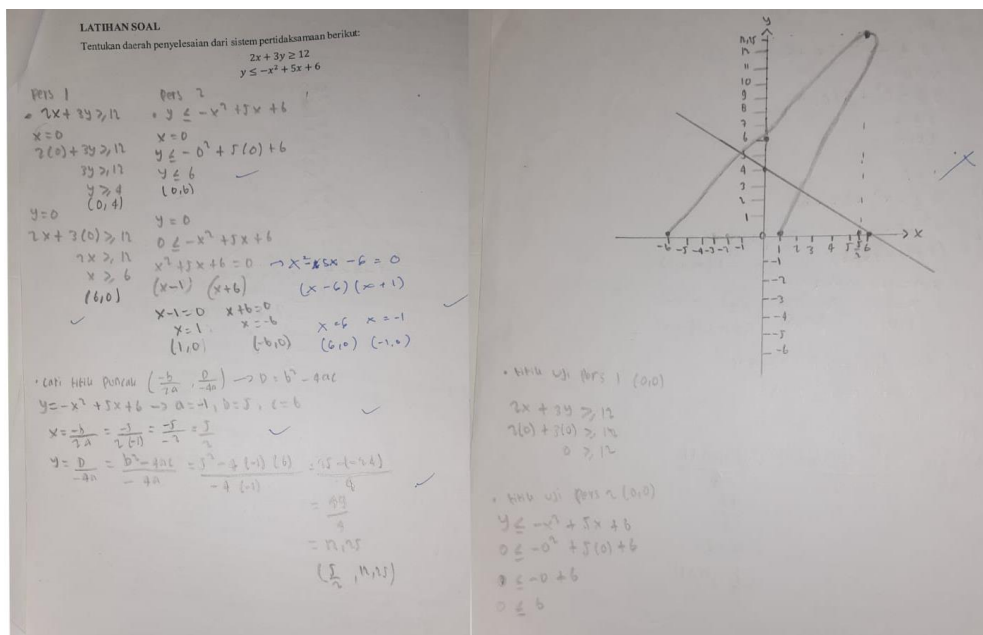 LATIHAN SOAL
Tentukan daerah penyelesaian dari sistem pertidaksamaan berikut:
2x + 3y ≥ 12
y ≤ −x² + 5x + 6
Pers 1
• 2x + 3y ≥ 12
x = 0
2(0) + 3y ≥ 12
3y ≥ 12
y ≥ 4
(0,4)
y = 0
2x + 3(0) ≥ 12
2x ≥ 12
x ≥ 6
(6,0)
Pers 2
• y ≤ -x² + 5x + 6
x = 0
y ≤ -0² + 5(0) + 6
y ≤ 6
(0,6)
y = 0
0 ≤ -x² + 5x + 6
x² + 5x + 6 = 0 → x² - 5x - 6 = 0
(x-1) (x+6) (x-6) (x+1)
x-1=0 x+6=0
x=1 x=-6 x=6 x=-1
(1,0) (-6,0) (6,0) (-1,0)
• cari titik puncak (-b/2a , D/-4a) → D = b² - 4ac
y = -x² + 5x + 6 → a = -1, b = 5, c = 6
x = -b/2a = -5/2(-1) = -5/-2 = 5/2
y = D/-4a = b²-4ac/-4a = 5²-4(-1)(6)/-4(-1) = 25-(-24)/4
= 49/4
= 12,25
(5/2, 12,25)
y
12,25
12
11
10
9
8
7
6
5
4
3
2
1
-6 -5 -4 -3 -2 -1 0 1 2 3 4 5 5/2 6 x
-1
-2
-3
-4
-5
-6
• titik uji pers 1 (0,0)
2x + 3y ≥ 12
2(0) + 3(0) ≥ 12
0 ≥ 12
• titik uji pers 2 (0,0)
y ≤ -x² + 5x + 6
0 ≤ -0² + 5(0) + 6
0 ≤ -0 + 6
0 ≤ 6